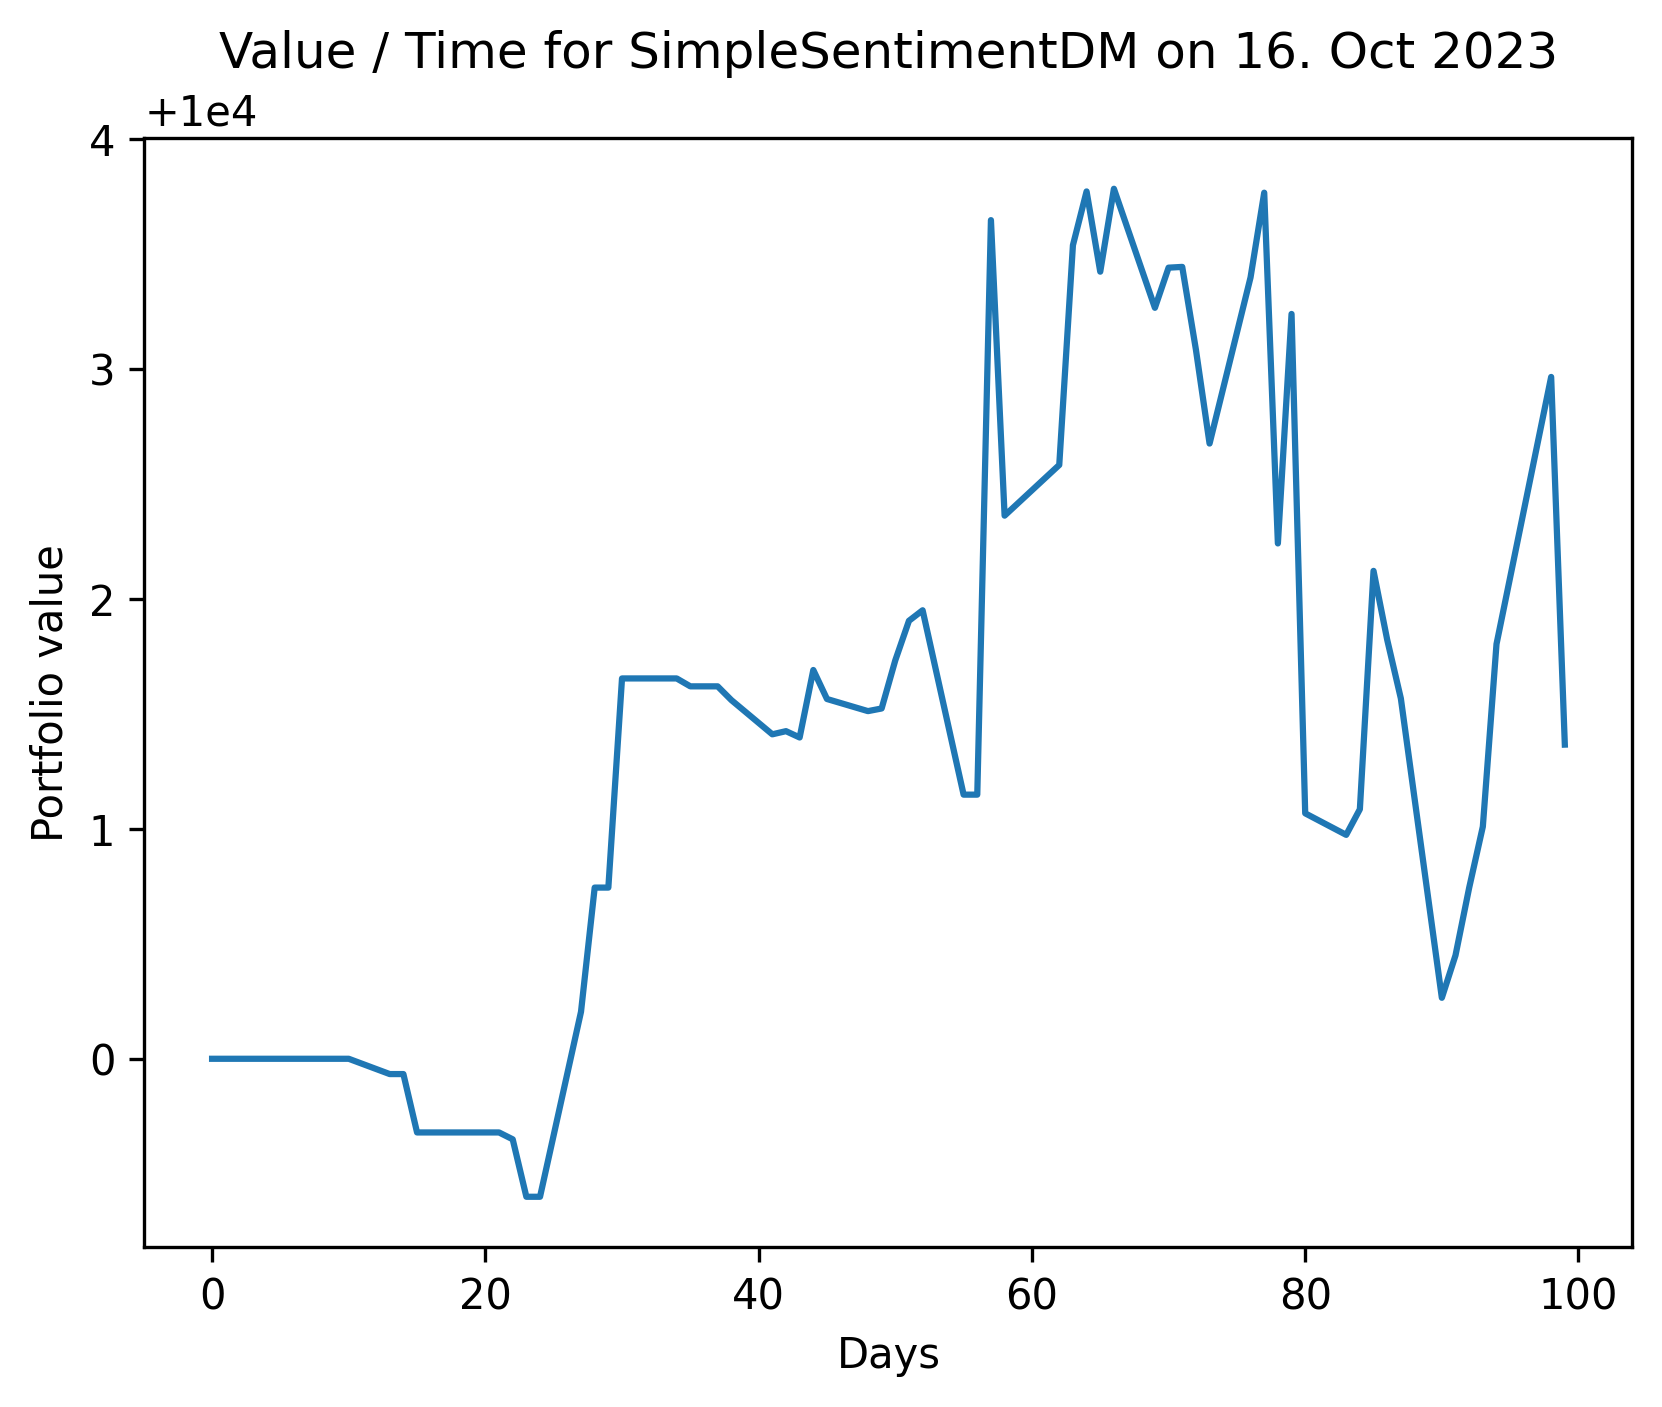 Value / Time for SimpleSentimentDM on 16. Oct 2023
+1e4
4
3
2
1
0
Portfolio value
0 20 40 60 80 100
Days